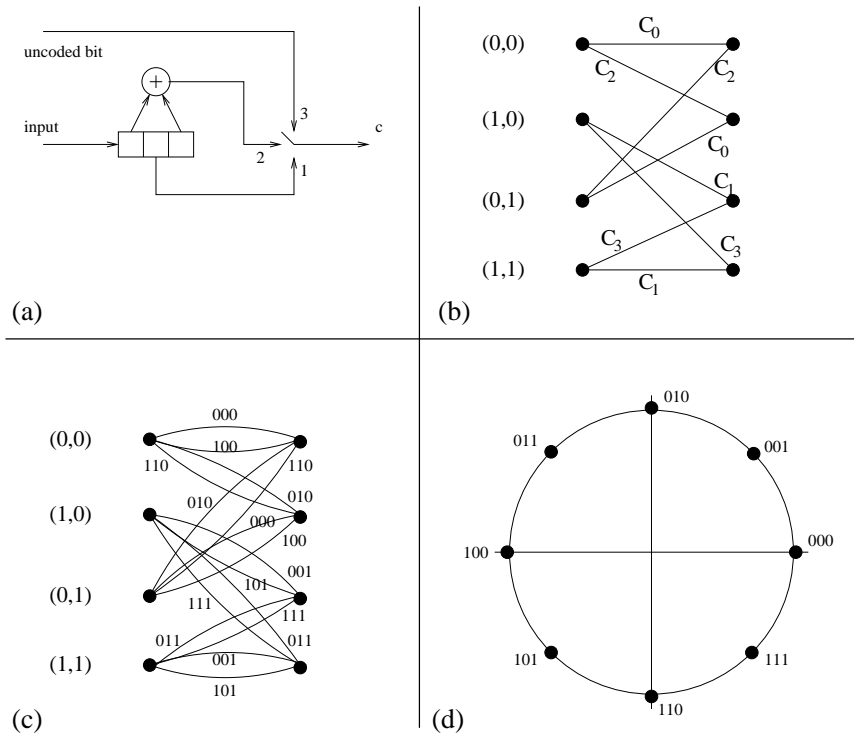 uncoded bit
+
input
3
c
2
1
(a)
(0,0)
C0
C2
C2
(1,0)
C0
(0,1)
C1
C3
C3
(1,1)
C1
(b)
000
(0,0)
100
110
110
010
010
(1,0)
000
100
101
001
(0,1)
111
111
011
011
(1,1)
001
101
(c)
010
011
001
100
000
101
111
110
(d)